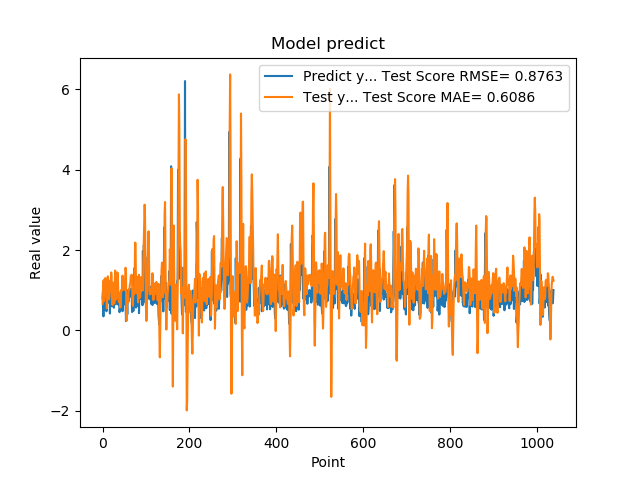 Model predict
Predict y... Test Score RMSE= 0.8763
Test y... Test Score MAE= 0.6086
6
4
2
0
−2
Real value
0 200 400 600 800 1000
Point